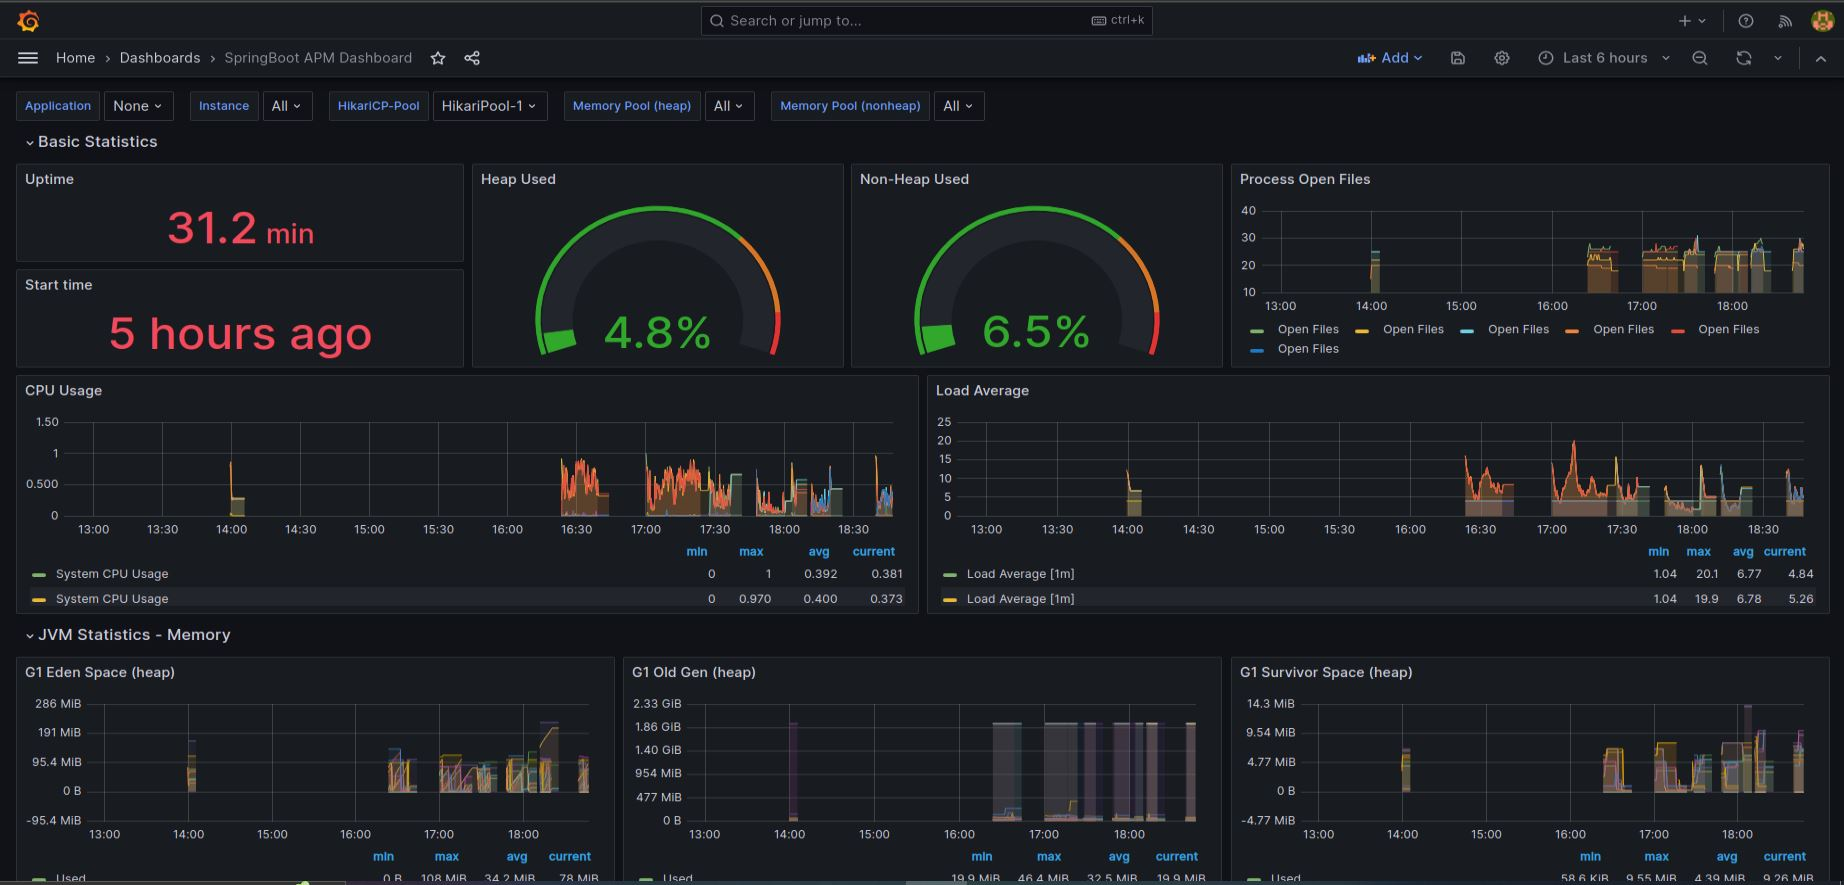 Search or jump to... ctrl+k
Home › Dashboards › SpringBoot APM Dashboard
Add
Last 6 hours
Application None Instance All HikariCP-Pool HikariPool-1 Memory Pool (heap) All Memory Pool (nonheap) All
Basic Statistics
Uptime
31.2 min
Start time
5 hours ago
Heap Used
4.8%
Non-Heap Used
6.5%
Process Open Files
40
30
20
10
13:00 14:00 15:00 16:00 17:00 18:00
Open Files Open Files Open Files Open Files Open Files
Open Files
CPU Usage
1.50
1
0.500
0
13:00 13:30 14:00 14:30 15:00 15:30 16:00 16:30 17:00 17:30 18:00 18:30
min max avg current
System CPU Usage 0 1 0.392 0.381
System CPU Usage 0 0.970 0.400 0.373
Load Average
25
20
15
10
5
0
13:00 13:30 14:00 14:30 15:00 15:30 16:00 16:30 17:00 17:30 18:00 18:30
min max avg current
Load Average [1m] 1.04 20.1 6.77 4.84
Load Average [1m] 1.04 19.9 6.78 5.26
JVM Statistics - Memory
G1 Eden Space (heap)
286 MiB
191 MiB
95.4 MiB
0 B
-95.4 MiB
13:00 14:00 15:00 16:00 17:00 18:00
min max avg current
Used 0 B 108 MiB 34.2 MiB 78 MiB
G1 Old Gen (heap)
2.33 GiB
1.86 GiB
1.40 GiB
954 MiB
477 MiB
0 B
13:00 14:00 15:00 16:00 17:00 18:00
min max avg current
Used 19.9 MiB 46.4 MiB 32.5 MiB 19.9 MiB
G1 Survivor Space (heap)
14.3 MiB
9.54 MiB
4.77 MiB
0 B
-4.77 MiB
13:00 14:00 15:00 16:00 17:00 18:00
min max avg current
Used 58.6 KiB 9.55 MiB 4.39 MiB 9.26 MiB